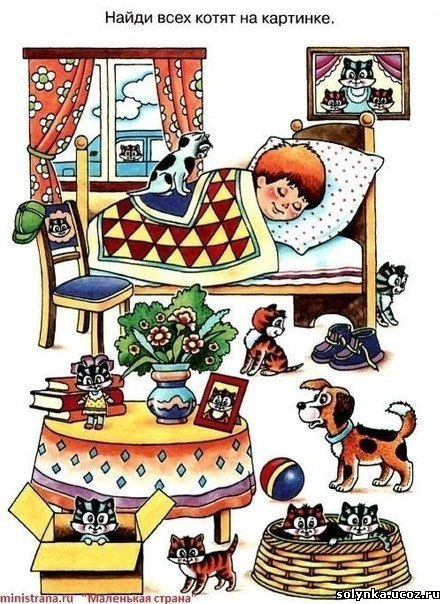 Найди всех котят на картинке.
ministrana.ru "Маленькая страна"
solynka.ucoz.ru